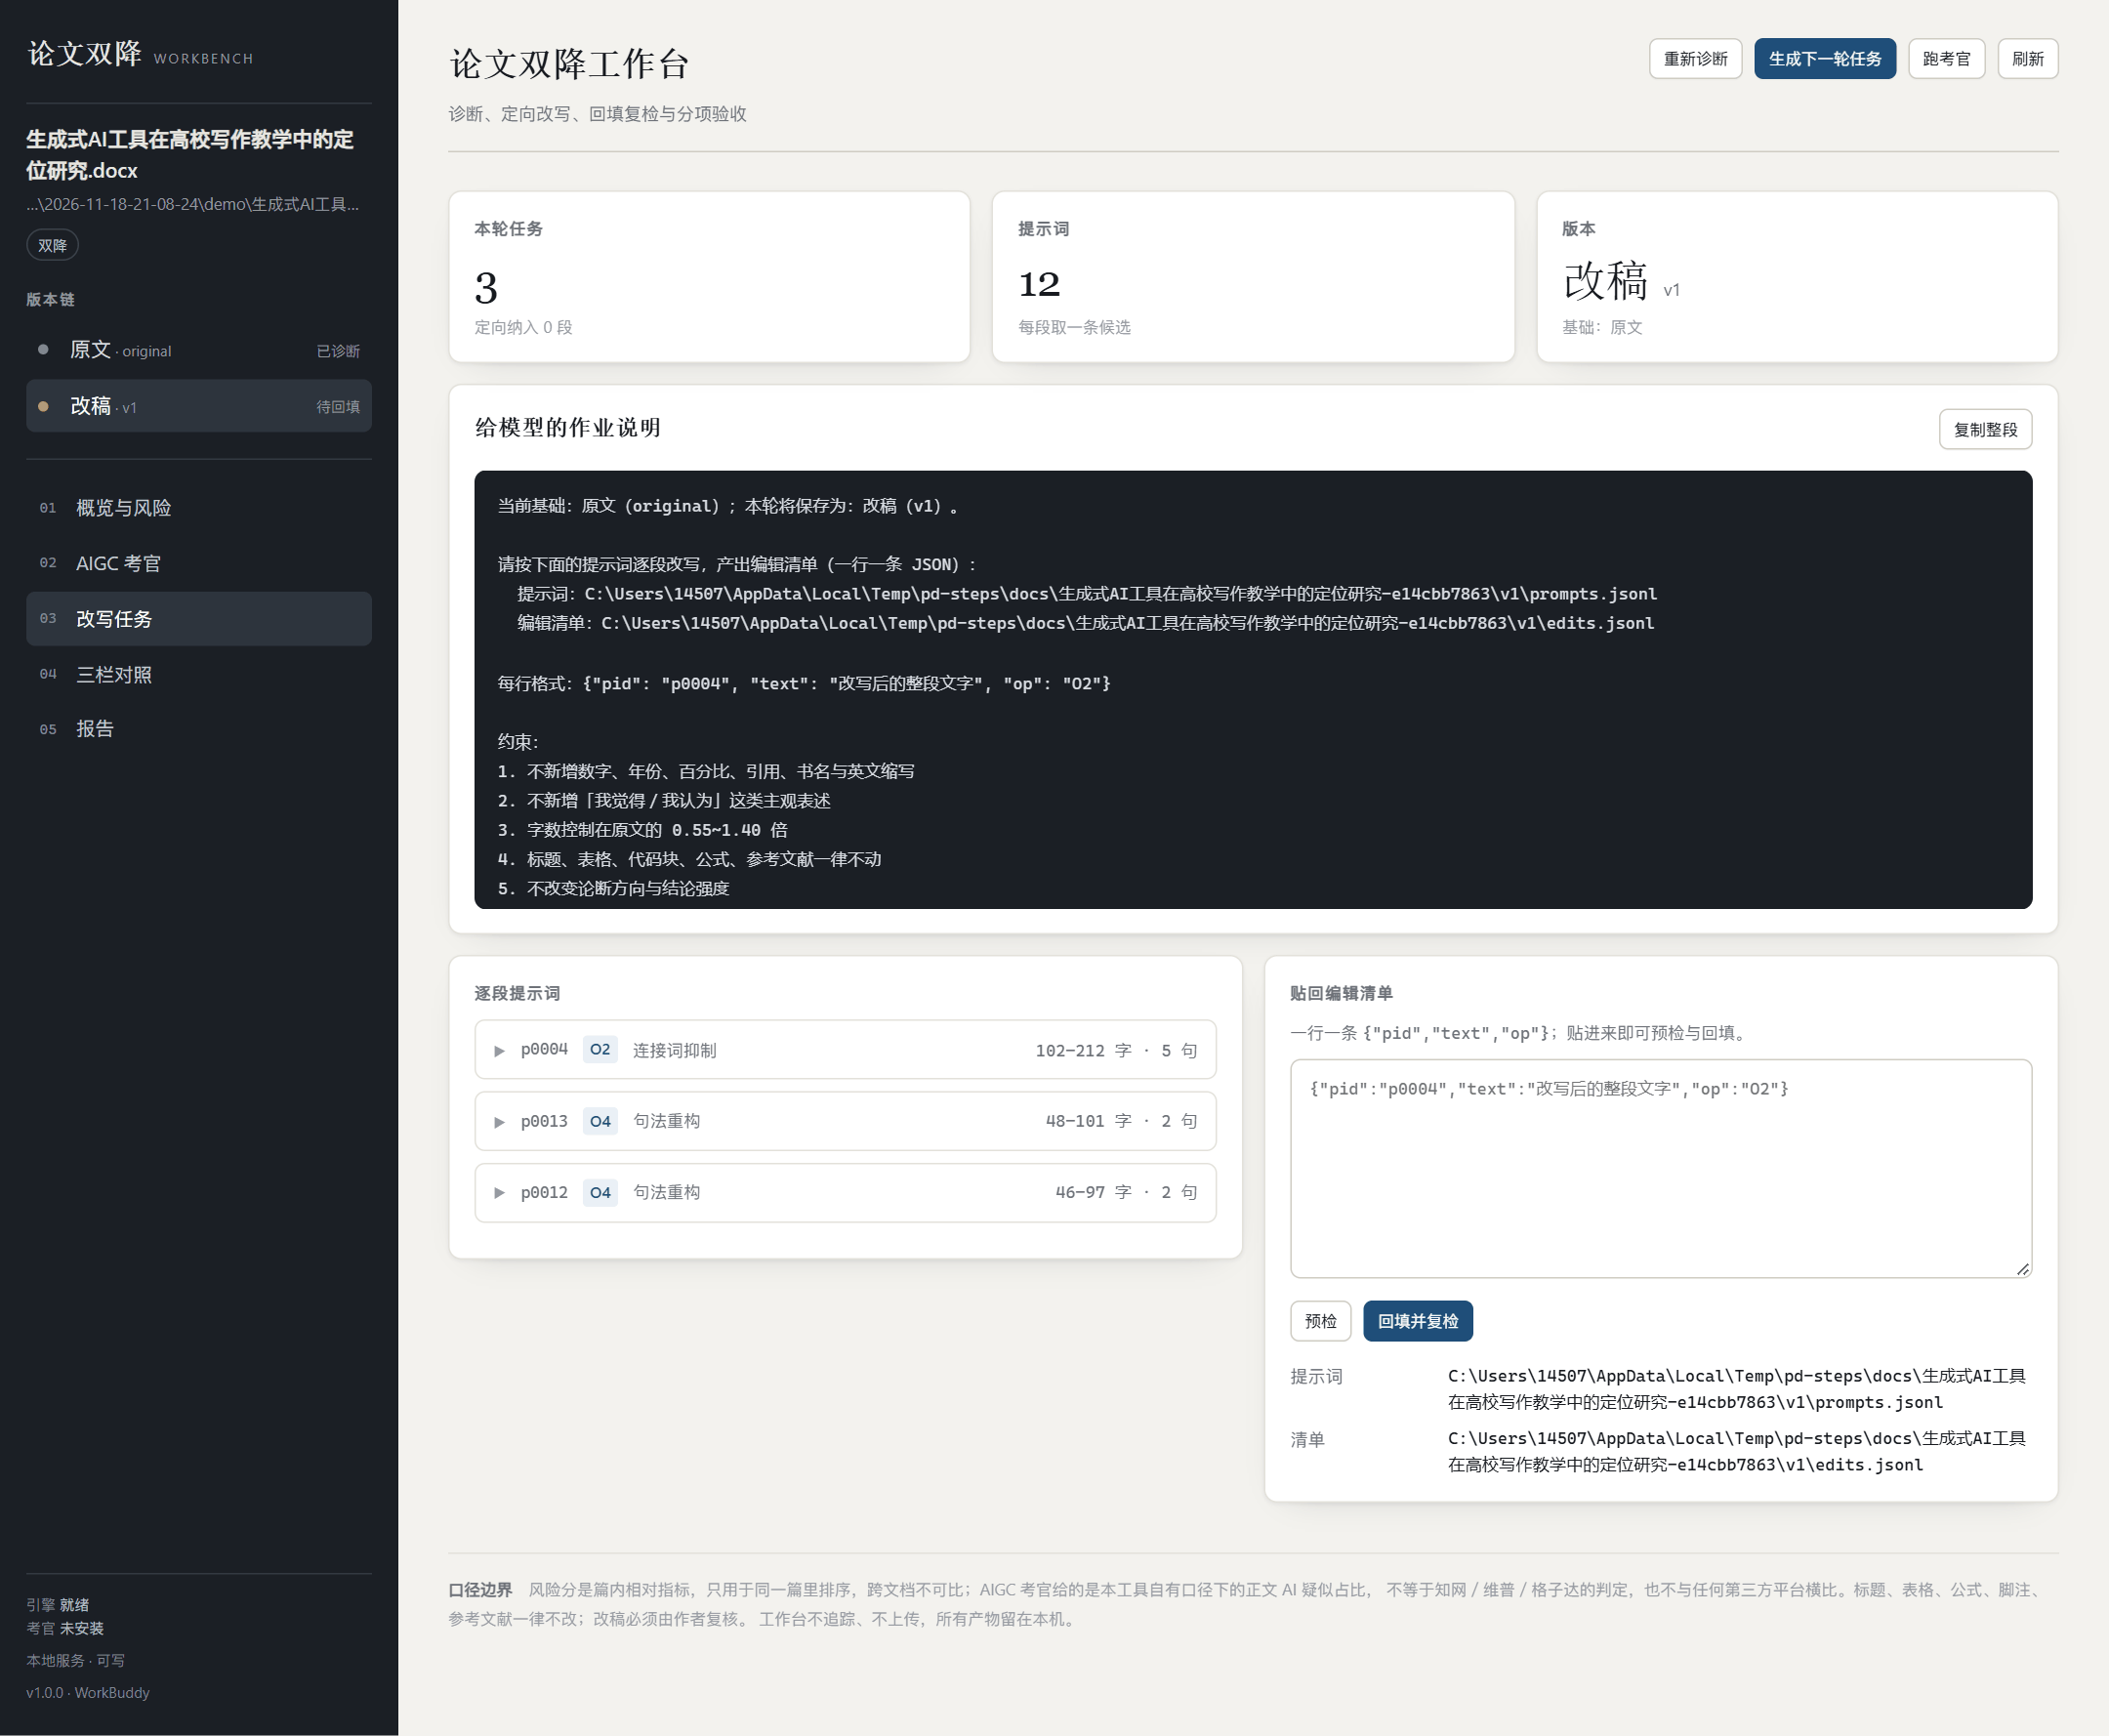 论文双降 WORKBENCH
生成式AI工具在高校写作教学中的定
位研究.docx
...\2026-11-18-21-08-24\demo\生成式AI工具...
双降
版本链
原文 · original 已诊断
改稿 · v1 待回填
01 概览与风险
02 AIGC 考官
03 改写任务
04 三栏对照
05 报告
引擎 就绪
考官 未安装
本地服务 · 可写
v1.0.0 · WorkBuddy
论文双降工作台
诊断、定向改写、回填复检与分项验收
重新诊断 生成下一轮任务 跑考官 刷新
本轮任务
3
定向纳入 0 段
提示词
12
每段取一条候选
版本
改稿 v1
基础：原文
给模型的作业说明
复制整段
当前基础：原文（original）；本轮将保存为：改稿（v1）。
请按下面的提示词逐段改写，产出编辑清单（一行一条 JSON）：
提示词：C:\Users\14507\AppData\Local\Temp\pd-steps\docs\生成式AI工具在高校写作教学中的定位研究-e14cbb7863\v1\prompts.jsonl
编辑清单：C:\Users\14507\AppData\Local\Temp\pd-steps\docs\生成式AI工具在高校写作教学中的定位研究-e14cbb7863\v1\edits.jsonl
每行格式：{"pid": "p0004", "text": "改写后的整段文字", "op": "O2"}
约束：
1. 不新增数字、年份、百分比、引用、书名与英文缩写
2. 不新增「我觉得 / 我认为」这类主观表述
3. 字数控制在原文的 0.55~1.40 倍
4. 标题、表格、代码块、公式、参考文献一律不动
5. 不改变论断方向与结论强度
逐段提示词
▶ p0004 O2 连接词抑制 102–212 字 · 5 句
▶ p0013 O4 句法重构 48–101 字 · 2 句
▶ p0012 O4 句法重构 46–97 字 · 2 句
贴回编辑清单
一行一条 {"pid","text","op"}；贴进来即可预检与回填。
{"pid":"p0004","text":"改写后的整段文字","op":"O2"}
预检 回填并复检
提示词 C:\Users\14507\AppData\Local\Temp\pd-steps\docs\生成式AI工具
在高校写作教学中的定位研究-e14cbb7863\v1\prompts.jsonl
清单 C:\Users\14507\AppData\Local\Temp\pd-steps\docs\生成式AI工具
在高校写作教学中的定位研究-e14cbb7863\v1\edits.jsonl
口径边界 风险分是篇内相对指标，只用于同一篇里排序，跨文档不可比；AIGC 考官给的是本工具自有口径下的正文 AI 疑似占比， 不等于知网 / 维普 / 格子达的判定，也不与任何第三方平台横比。标题、表格、公式、脚注、
参考文献一律不改；改稿必须由作者复核。 工作台不追踪、不上传，所有产物留在本机。